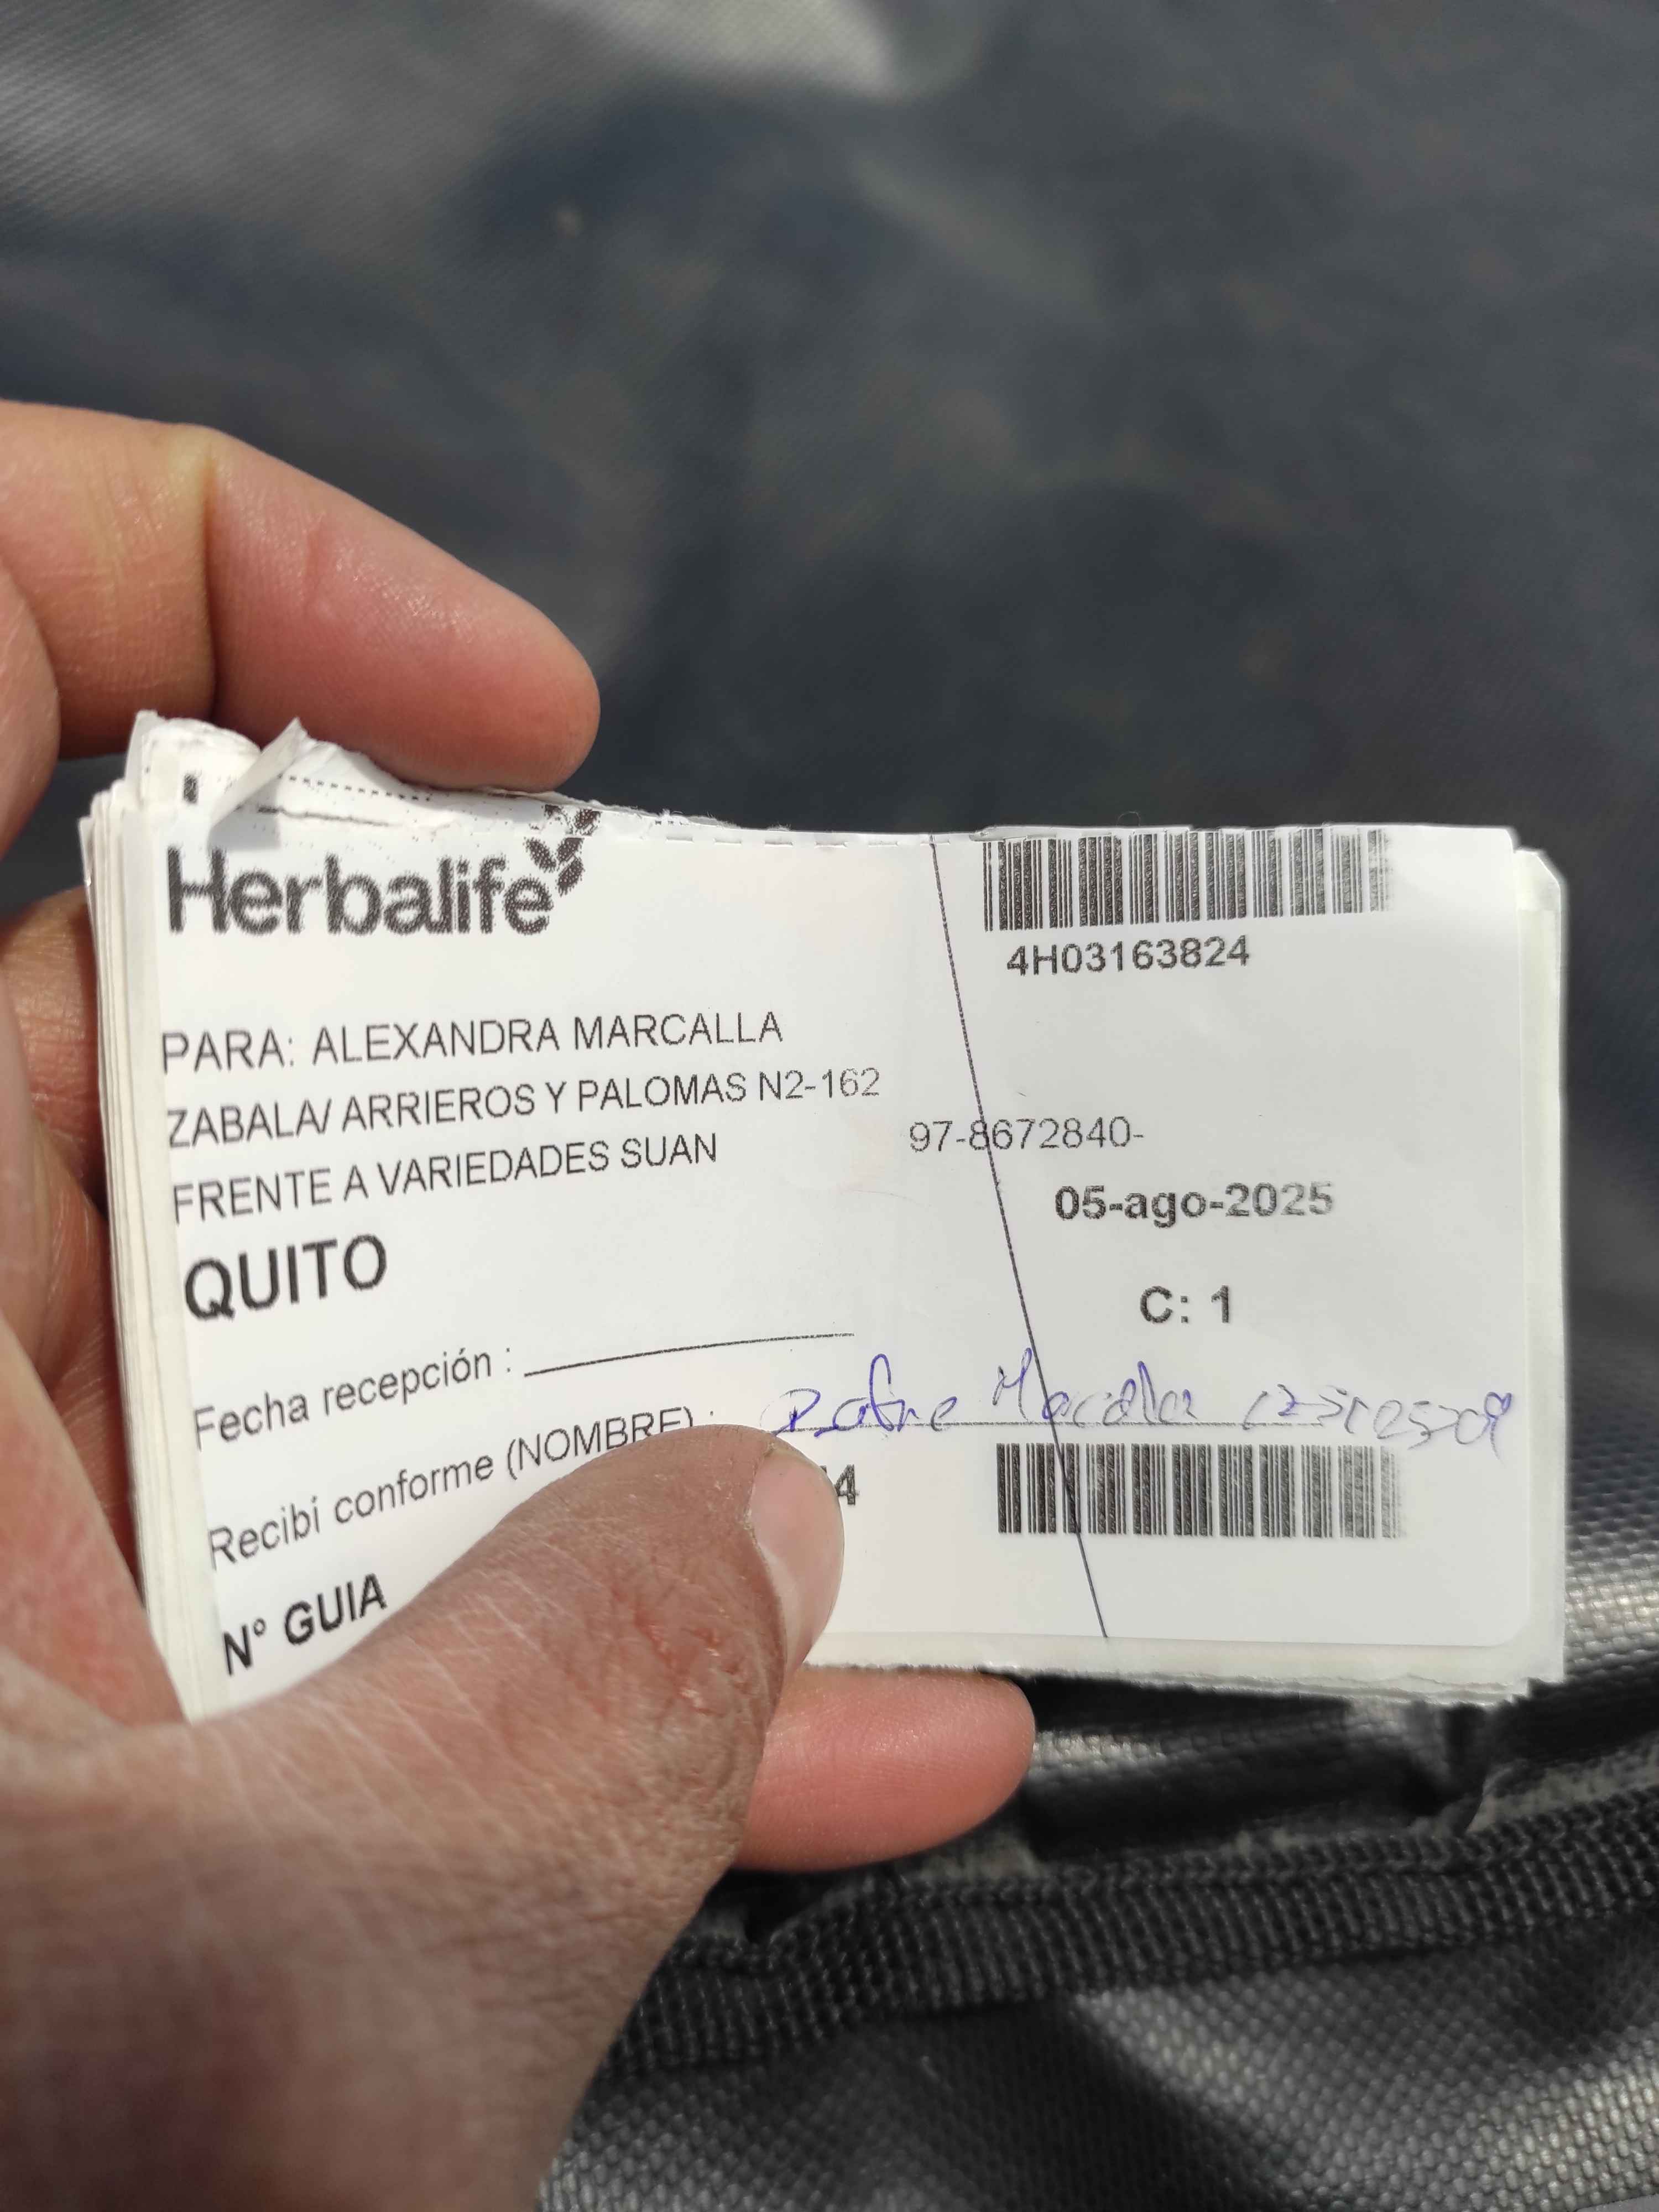 Herbalife
4H03163824
PARA: ALEXANDRA MARCALLA
ZABALA/ ARRIEROS Y PALOMAS N2-162
FRENTE A VARIEDADES SUAN
97-8672840-
05-ago-2025
QUITO
C: 1
Fecha recepción :
Recibí conforme (NOMBRE) :
N° GUIA
4